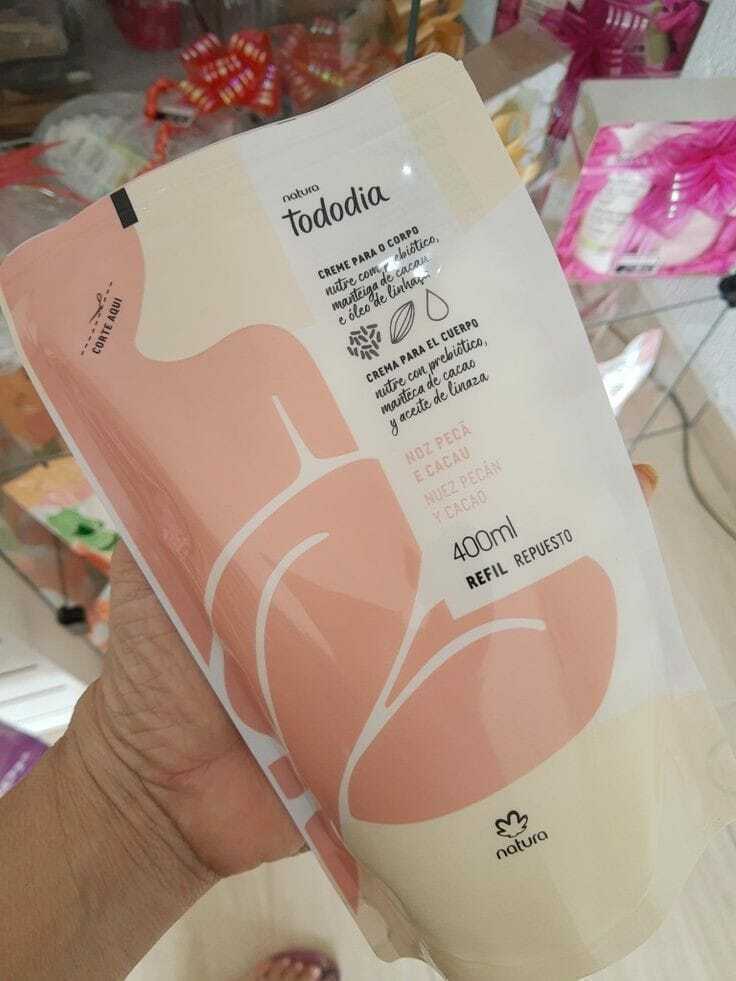 natura
tododia
CREME PARA O CORPO
nutre com prebiótico,
manteiga de cacau
e óleo de linhaça
CREMA PARA EL CUERPO
nutre con prebiótico,
manteca de cacao
y aceite de linaza
NOZ PECÃ
E CACAU
NUEZ PECÁN
Y CACAO
400ml
REFIL REPUESTO
CORTE AQUI
natura